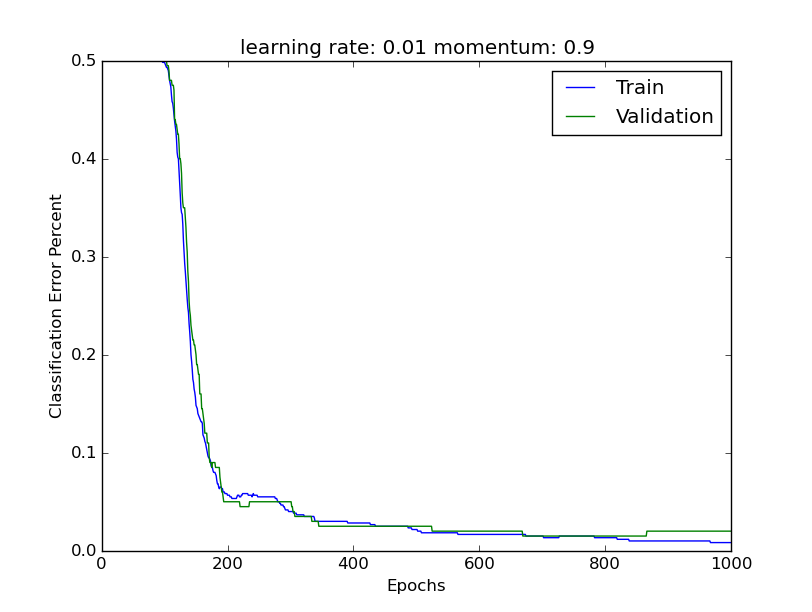 learning rate: 0.01 momentum: 0.9
Train
Validation
0.5
0.4
0.3
0.2
0.1
0.0
Classification Error Percent
0 200 400 600 800 1000
Epochs